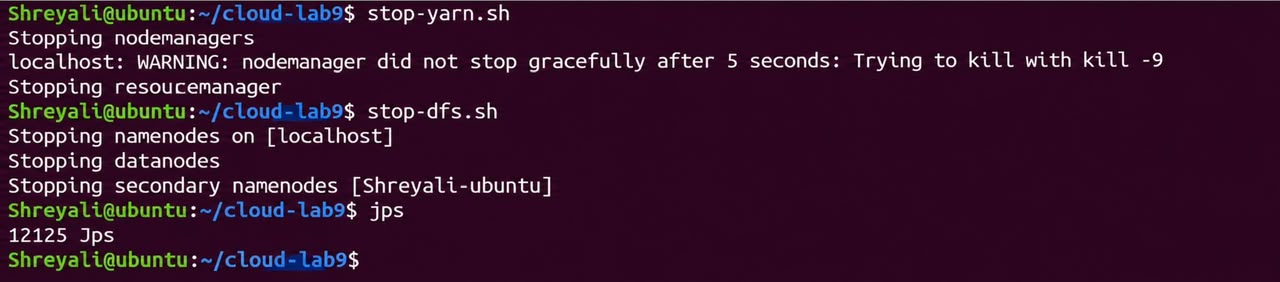 Shreyali@ubuntu:~/cloud-lab9$ stop-yarn.sh
Stopping nodemanagers
localhost: WARNING: nodemanager did not stop gracefully after 5 seconds: Trying to kill with kill -9
Stopping resourcemanager
Shreyali@ubuntu:~/cloud-lab9$ stop-dfs.sh
Stopping namenodes on [localhost]
Stopping datanodes
Stopping secondary namenodes [Shreyali-ubuntu]
Shreyali@ubuntu:~/cloud-lab9$ jps
12125 Jps
Shreyali@ubuntu:~/cloud-lab9$